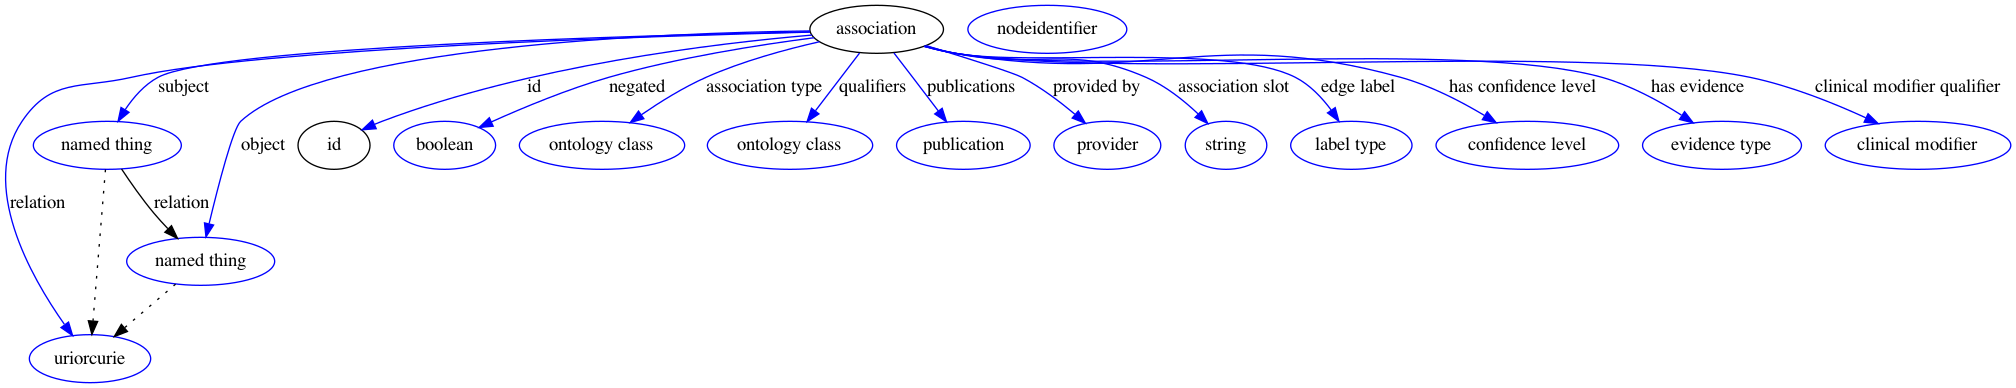 association
nodeidentifier
subject
id
negated
association type
qualifiers
publications
provided by
association slot
edge label
has confidence level
has evidence
clinical modifier qualifier
named thing
object
id
boolean
ontology class
ontology class
publication
provider
string
label type
confidence level
evidence type
clinical modifier
relation
relation
named thing
uriorcurie